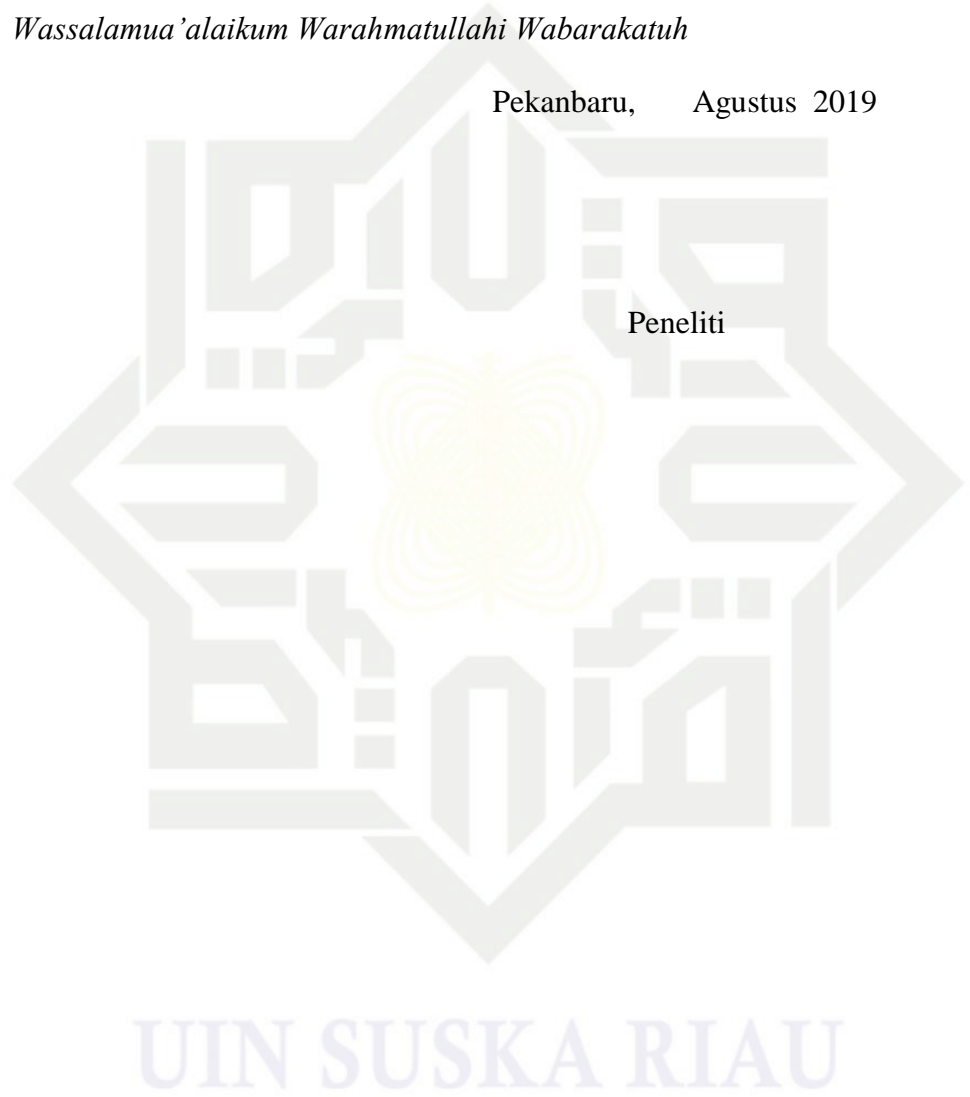 Wassalamua’alaikum Warahmatullahi Wabarakatuh
Pekanbaru, Agustus 2019
Peneliti
UIN SUSKA RIAU